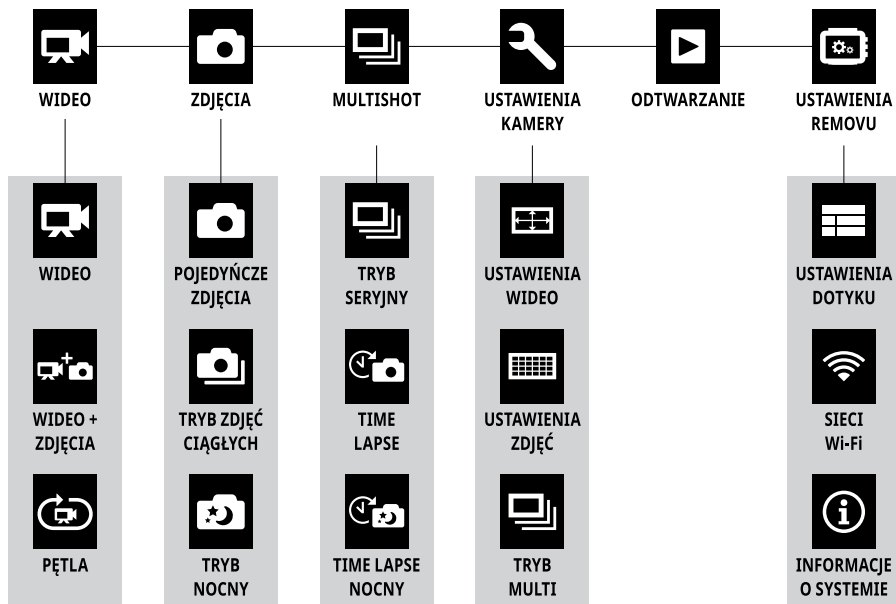 WIDEO
ZDJĘCIA
MULTISHOT
USTAWIENIA
KAMERY
ODTWARZANIE
USTAWIENIA
REMOVU
WIDEO
POJEDYŃCZE
ZDJĘCIA
TRYB
SERYJNY
USTAWIENIA
WIDEO
USTAWIENIA
DOTYKU
WIDEO +
ZDJĘCIA
TRYB ZDJĘĆ
CIĄGŁYCH
TIME
LAPSE
USTAWIENIA
ZDJĘĆ
SIECI
Wi-Fi
PĘTLA
TRYB
NOCNY
TIME LAPSE
NOCNY
TRYB
MULTI
INFORMACJE
O SYSTEMIE